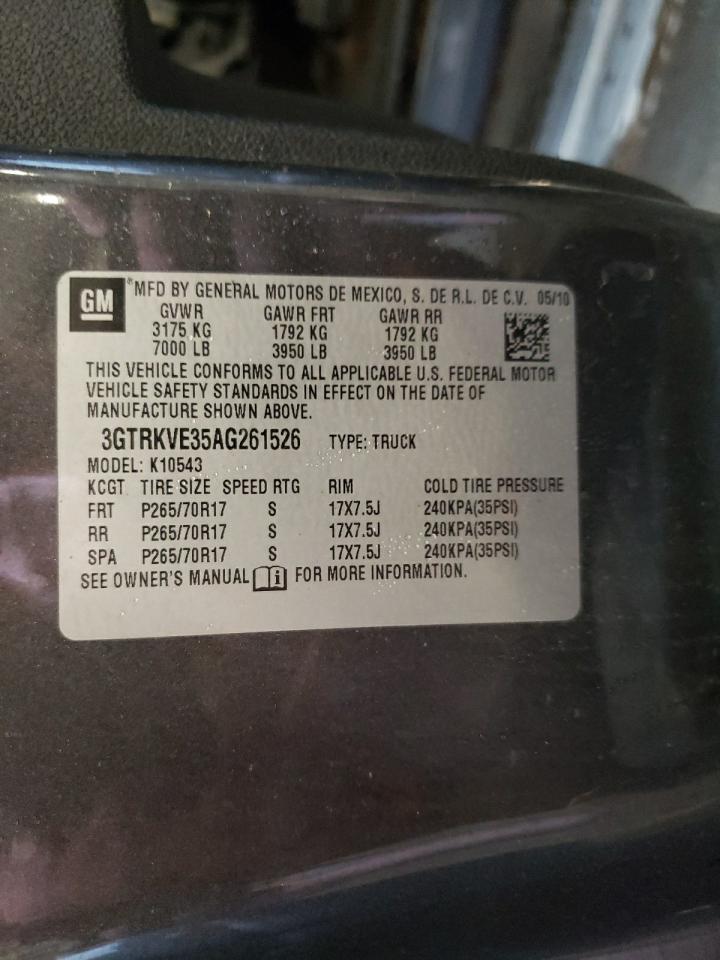 GM
®MFD BY GENERAL MOTORS DE MEXICO, S. DE R.L. DE C.V. 05/10
GVWR GAWR FRT GAWR RR
3175 KG 1792 KG 1792 KG
7000 LB 3950 LB 3950 LB
THIS VEHICLE CONFORMS TO ALL APPLICABLE U.S. FEDERAL MOTOR
VEHICLE SAFETY STANDARDS IN EFFECT ON THE DATE OF
MANUFACTURE SHOWN ABOVE.
3GTRKVE35AG261526 TYPE: TRUCK
MODEL: K10543
KCGT TIRE SIZE SPEED RTG RIM COLD TIRE PRESSURE
FRT P265/70R17 S 17X7.5J 240KPA(35PSI)
RR P265/70R17 S 17X7.5J 240KPA(35PSI)
SPA P265/70R17 S 17X7.5J 240KPA(35PSI)
SEE OWNER'S MANUAL i FOR MORE INFORMATION.